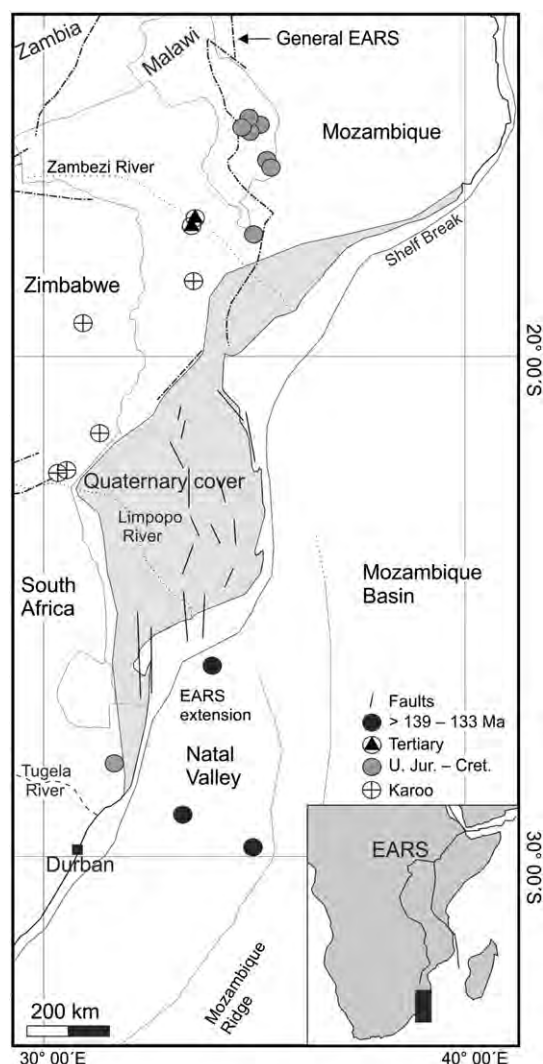 Zambia
Malawi
General EARS
Mozambique
Zambezi River
Shelf Break
Zimbabwe
20° 00´S
Quaternary cover
Limpopo
River
South
Africa
Mozambique
Basin
EARS
extension
Natal
Valley
Tugela
River
Durban
Faults
> 139 – 133 Ma
Tertiary
U. Jur. – Cret.
Karoo
EARS
30° 00´S
Mozambique
Ridge
200 km
30° 00´E
40° 00´E